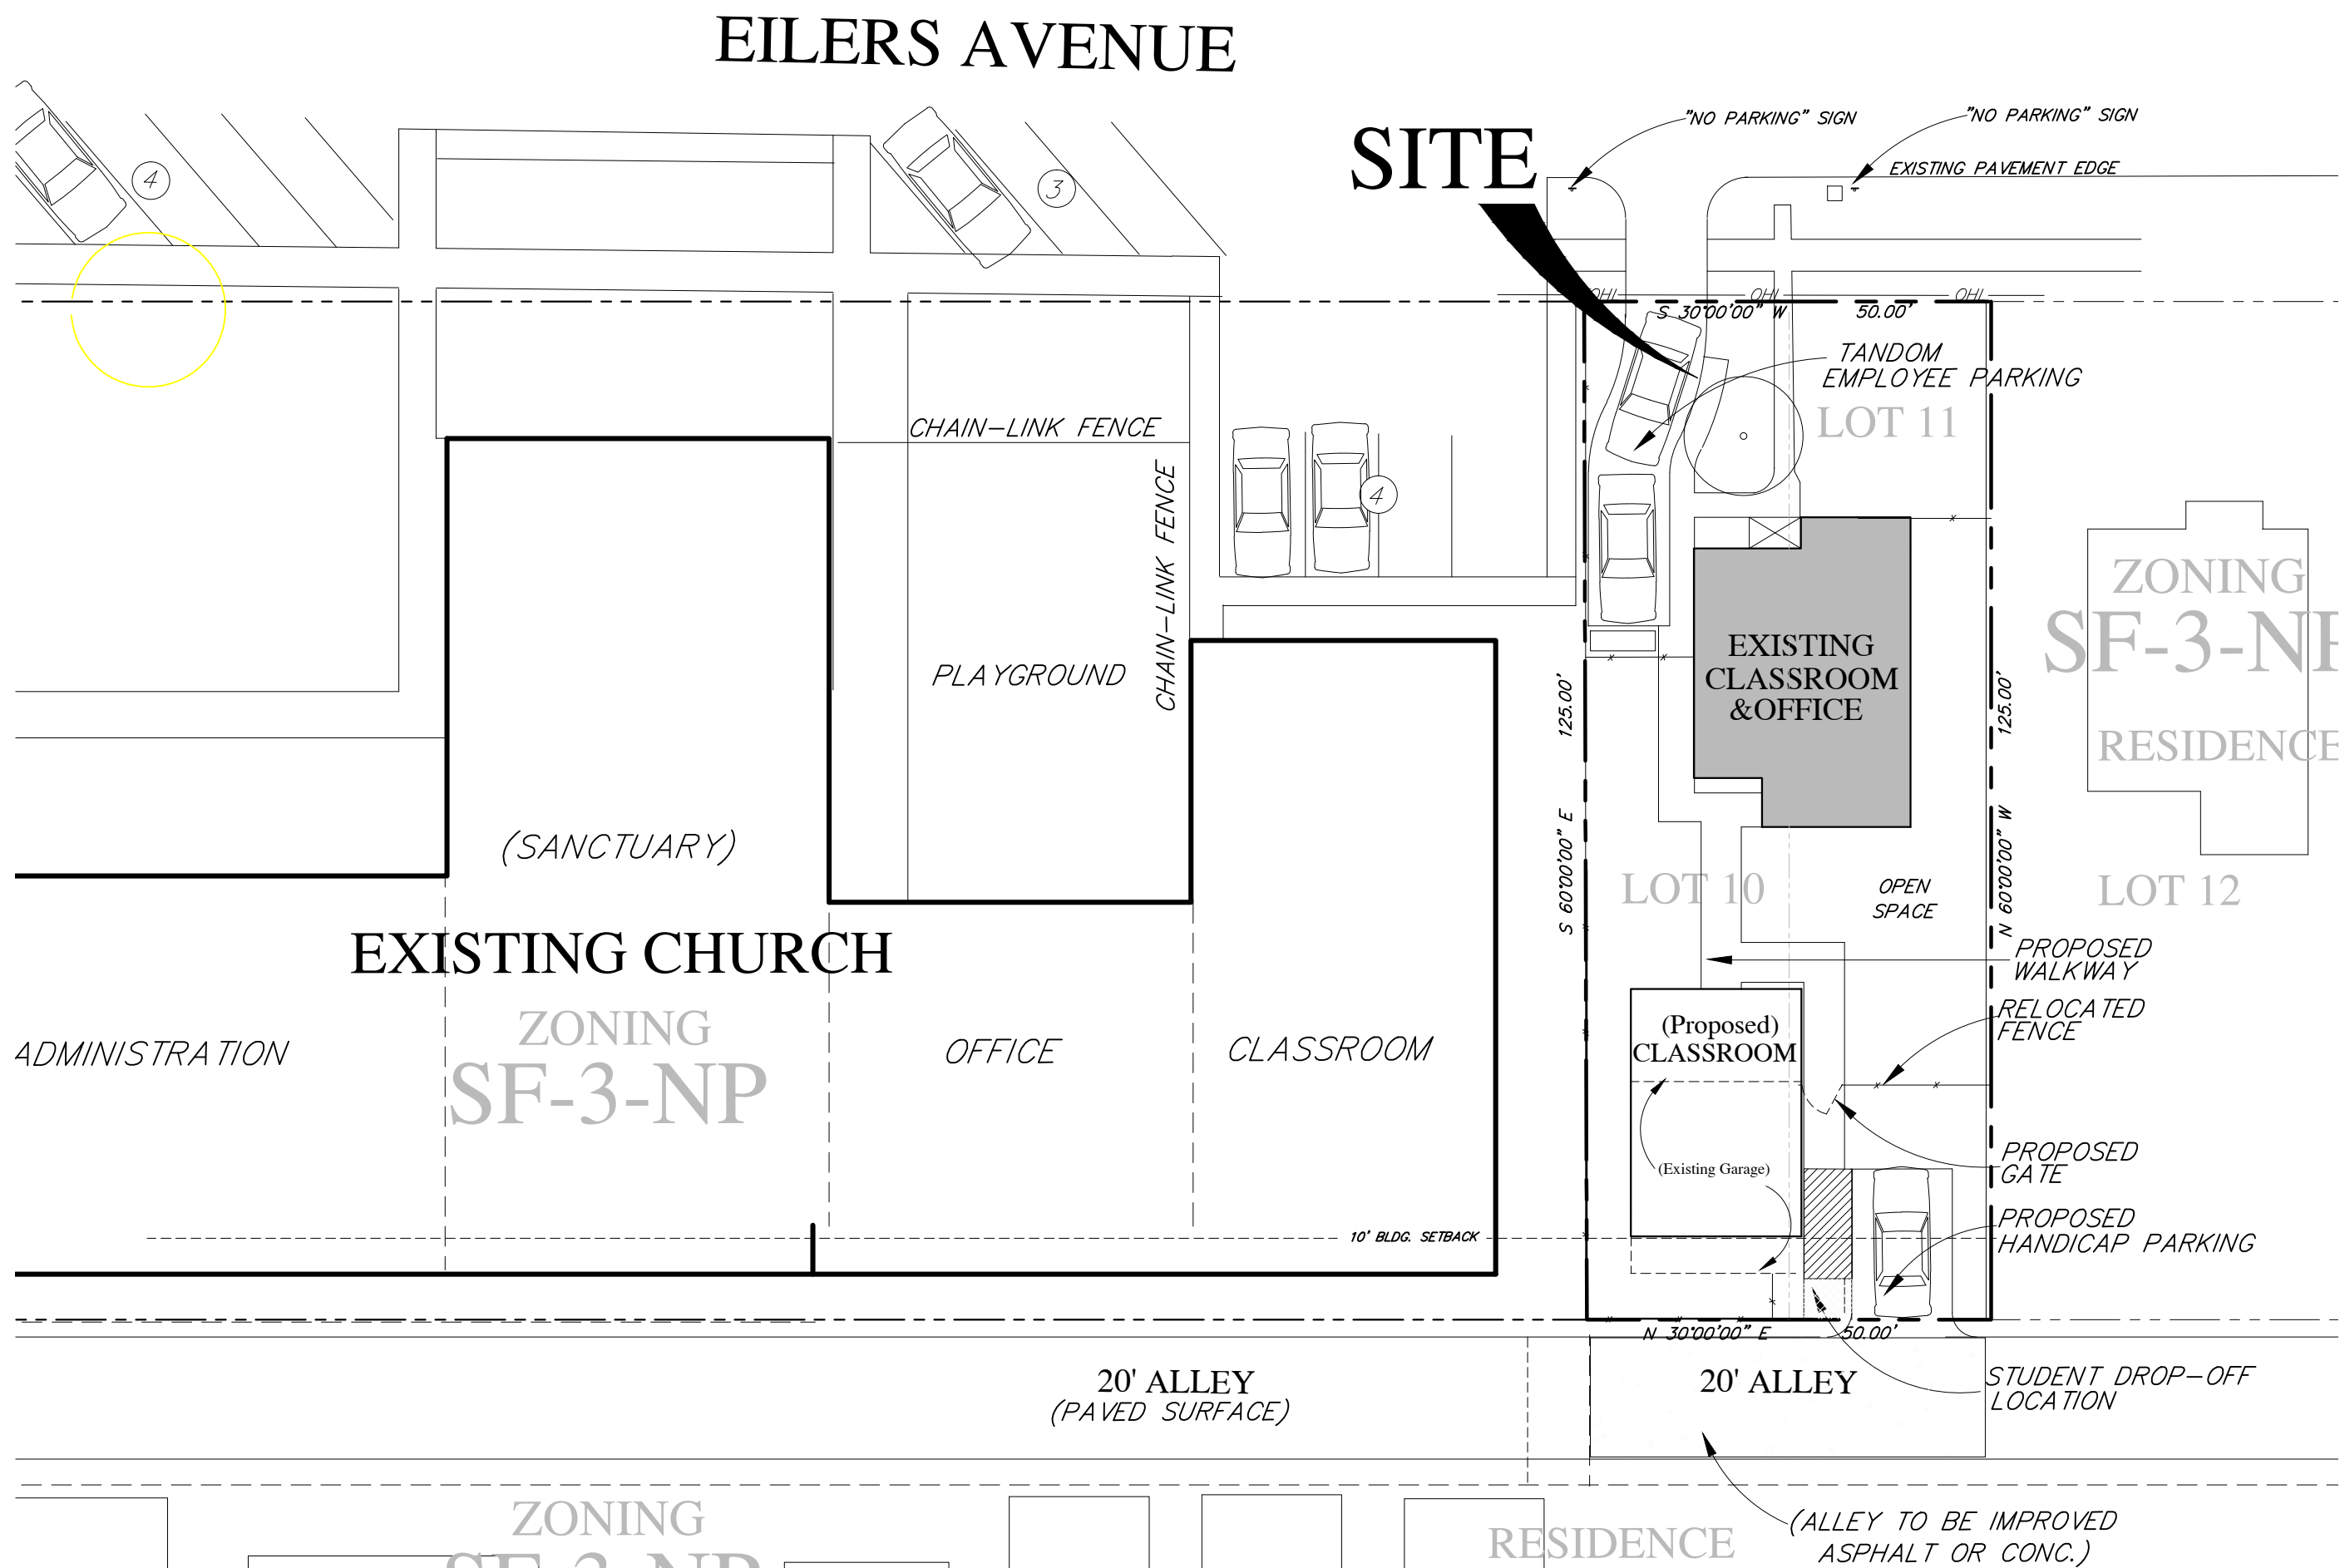 EILERS AVENUE
"NO PARKING" SIGN
"NO PARKING" SIGN
SITE
EXISTING PAVEMENT EDGE
4
3
OHL
OHL
OHL
S 30°00'00" W
50.00'
TANDOM
EMPLOYEE PARKING
LOT 11
CHAIN-LINK FENCE
CHAIN-LINK FENCE
4
PLAYGROUND
EXISTING
CLASSROOM
&OFFICE
ZONING
SF-3-NP
RESIDENCE
125.00'
S 60°00'00" E
125.00'
N 60°00'00" W
(SANCTUARY)
LOT 10
OPEN
SPACE
LOT 12
EXISTING CHURCH
PROPOSED
WALKWAY
ZONING
SF-3-NP
ADMINISTRATION
OFFICE
CLASSROOM
(Proposed)
CLASSROOM
RELOCATED
FENCE
(Existing Garage)
PROPOSED
GATE
10' BLDG. SETBACK
PROPOSED
HANDICAP PARKING
N 30°00'00" E
50.00'
20' ALLEY
(PAVED SURFACE)
20' ALLEY
STUDENT DROP-OFF
LOCATION
ZONING
SF-3-NP
RESIDENCE
(ALLEY TO BE IMPROVED
ASPHALT OR CONC.)